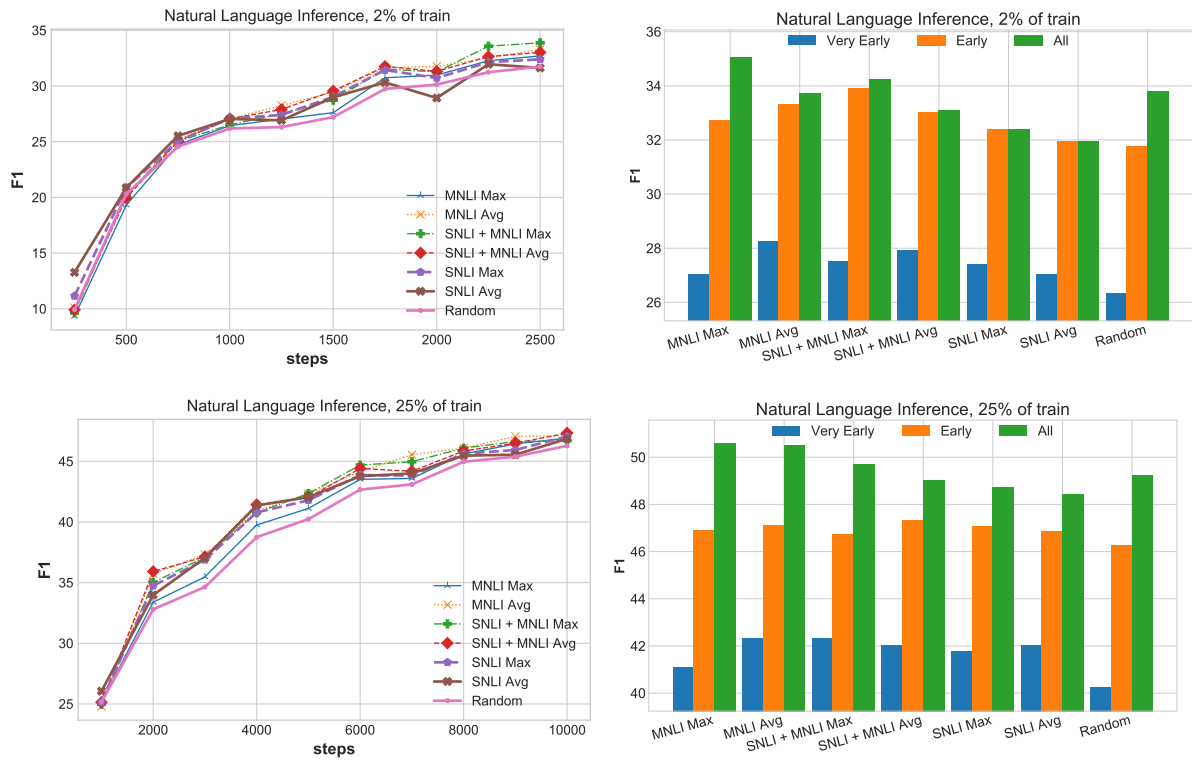 Natural Language Inference, 2% of train
35
30
25
20
15
10
F1
500 1000 1500 2000 2500
steps
MNLI Max
MNLI Avg
SNLI + MNLI Max
SNLI + MNLI Avg
SNLI Max
SNLI Avg
Random
Natural Language Inference, 2% of train
Very Early Early All
36
34
32
30
28
26
F1
MNLI Max MNLI Avg SNLI + MNLI Max SNLI + MNLI Avg SNLI Max SNLI Avg Random
Natural Language Inference, 25% of train
45
40
35
30
25
F1
2000 4000 6000 8000 10000
steps
MNLI Max
MNLI Avg
SNLI + MNLI Max
SNLI + MNLI Avg
SNLI Max
SNLI Avg
Random
Natural Language Inference, 25% of train
Very Early Early All
50
48
46
44
42
40
F1
MNLI Max MNLI Avg SNLI + MNLI Max SNLI + MNLI Avg SNLI Max SNLI Avg Random